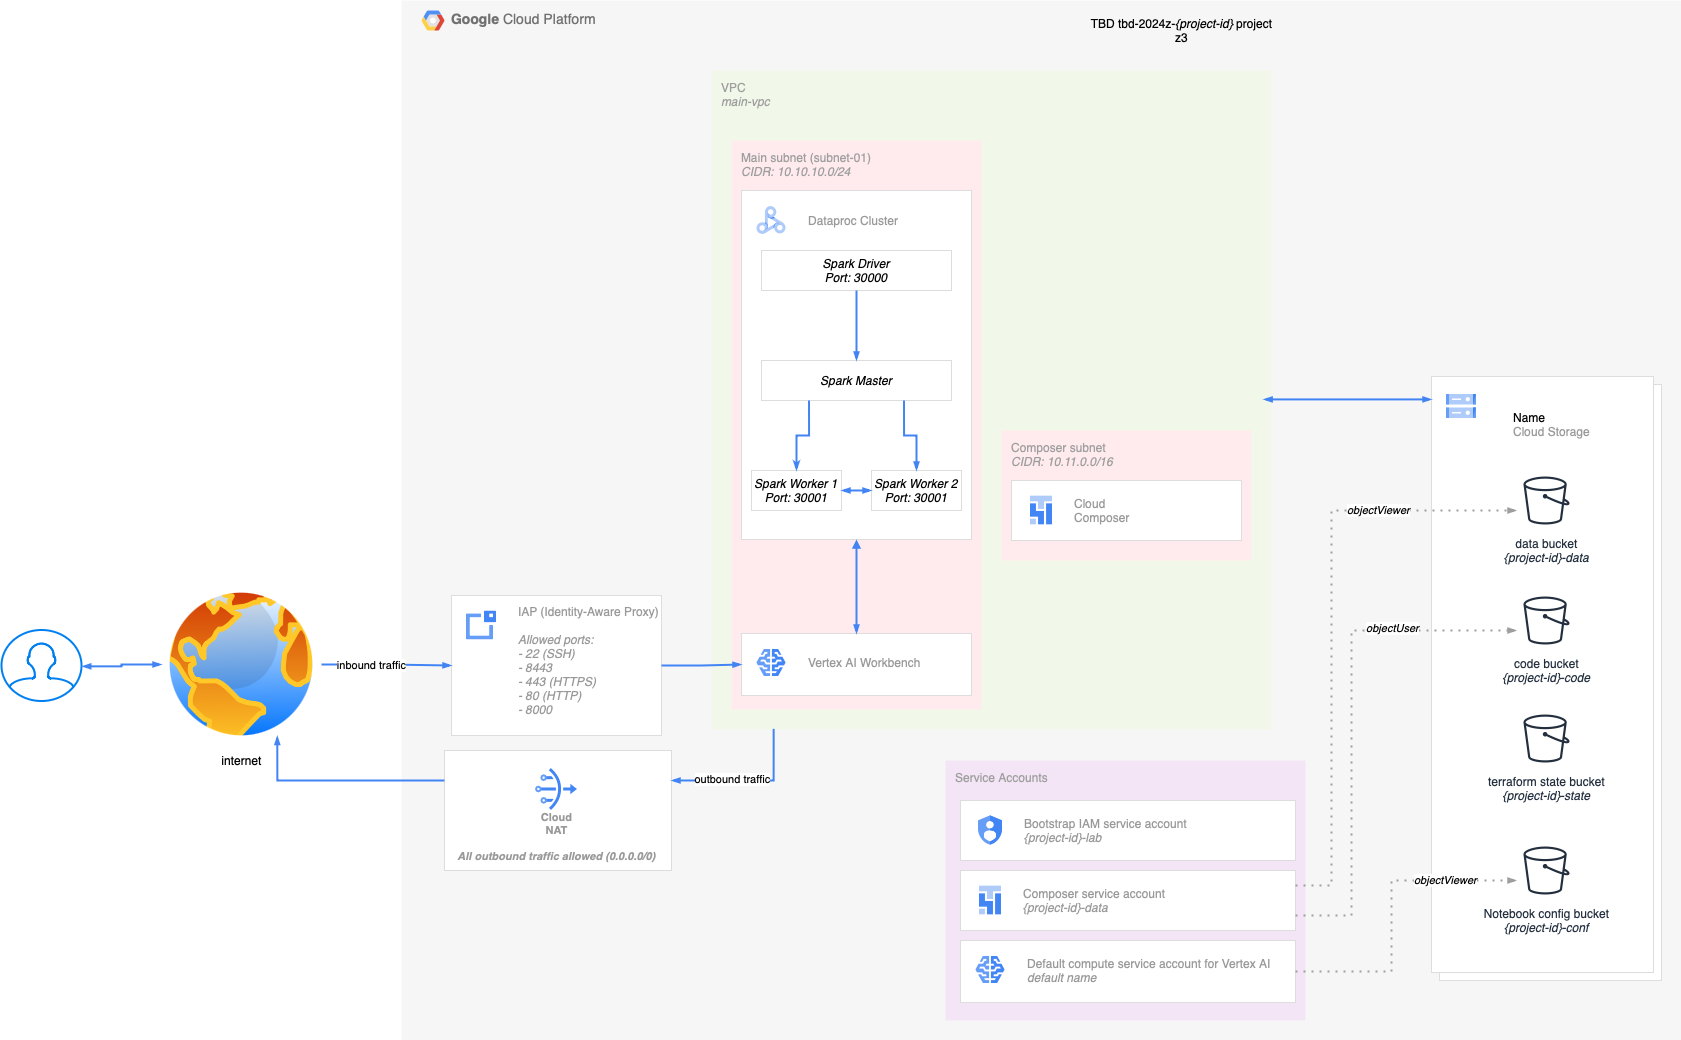 Google Cloud Platform
TBD tbd-2024z-{project-id} project
z3
VPC
main-vpc
Main subnet (subnet-01)
CIDR: 10.10.10.0/24
Dataproc Cluster
Spark Driver
Port: 30000
Spark Master
Spark Worker 1
Port: 30001
Spark Worker 2
Port: 30001
Vertex AI Workbench
Composer subnet
CIDR: 10.11.0.0/16
Cloud
Composer
IAP (Identity-Aware Proxy)
Allowed ports:
- 22 (SSH)
- 8443
- 443 (HTTPS)
- 80 (HTTP)
- 8000
inbound traffic
internet
outbound traffic
Cloud
NAT
All outbound traffic allowed (0.0.0.0/0)
Service Accounts
Bootstrap IAM service account
{project-id}-lab
Composer service account
{project-id}-data
Default compute service account for Vertex AI
default name
Name
Cloud Storage
objectViewer
data bucket
{project-id}-data
objectUser
code bucket
{project-id}-code
terraform state bucket
{project-id}-state
objectViewer
Notebook config bucket
{project-id}-conf